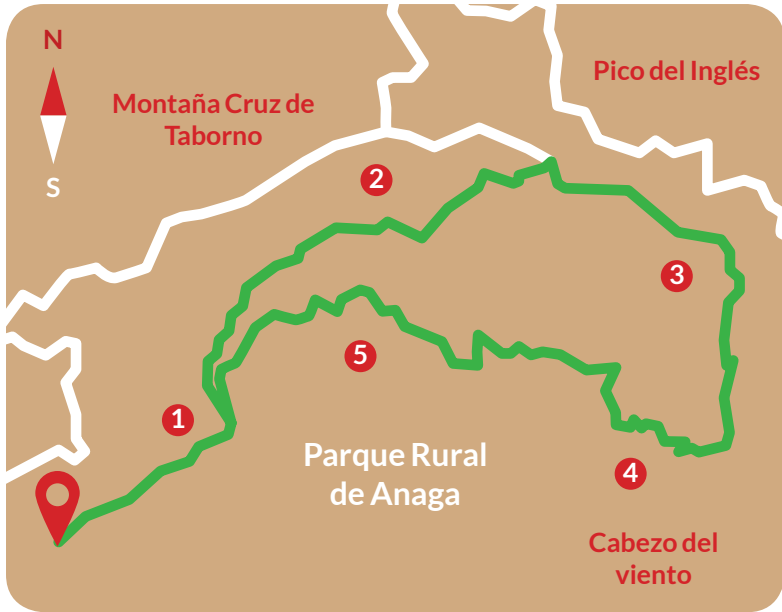 N
S
Montaña Cruz de
Taborno
Pico del Inglés
2
3
5
1
Parque Rural
de Anaga
4
Cabezo del
viento